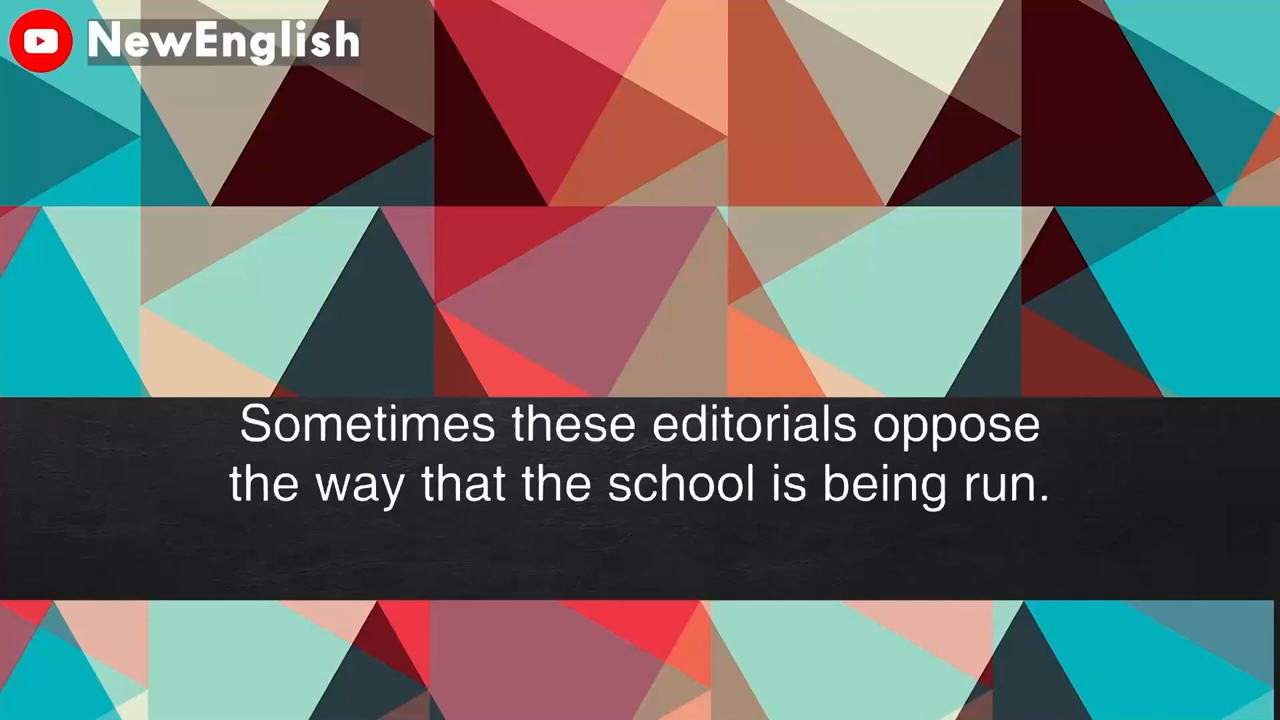 NewEnglish
Sometimes these editorials oppose
the way that the school is being run.